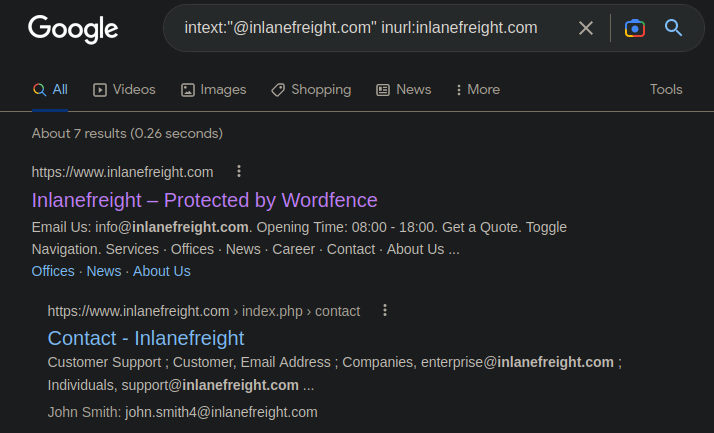 Google
intext:"@inlanefreight.com" inurl:inlanefreight.com
All Videos Images Shopping News More Tools
About 7 results (0.26 seconds)
https://www.inlanefreight.com
Inlanefreight – Protected by Wordfence
Email Us: info@inlanefreight.com. Opening Time: 08:00 - 18:00. Get a Quote. Toggle
Navigation. Services · Offices · News · Career · Contact · About Us ...
Offices · News · About Us
https://www.inlanefreight.com › index.php › contact
Contact - Inlanefreight
Customer Support ; Customer, Email Address ; Companies, enterprise@inlanefreight.com ;
Individuals, support@inlanefreight.com ...
John Smith: john.smith4@inlanefreight.com